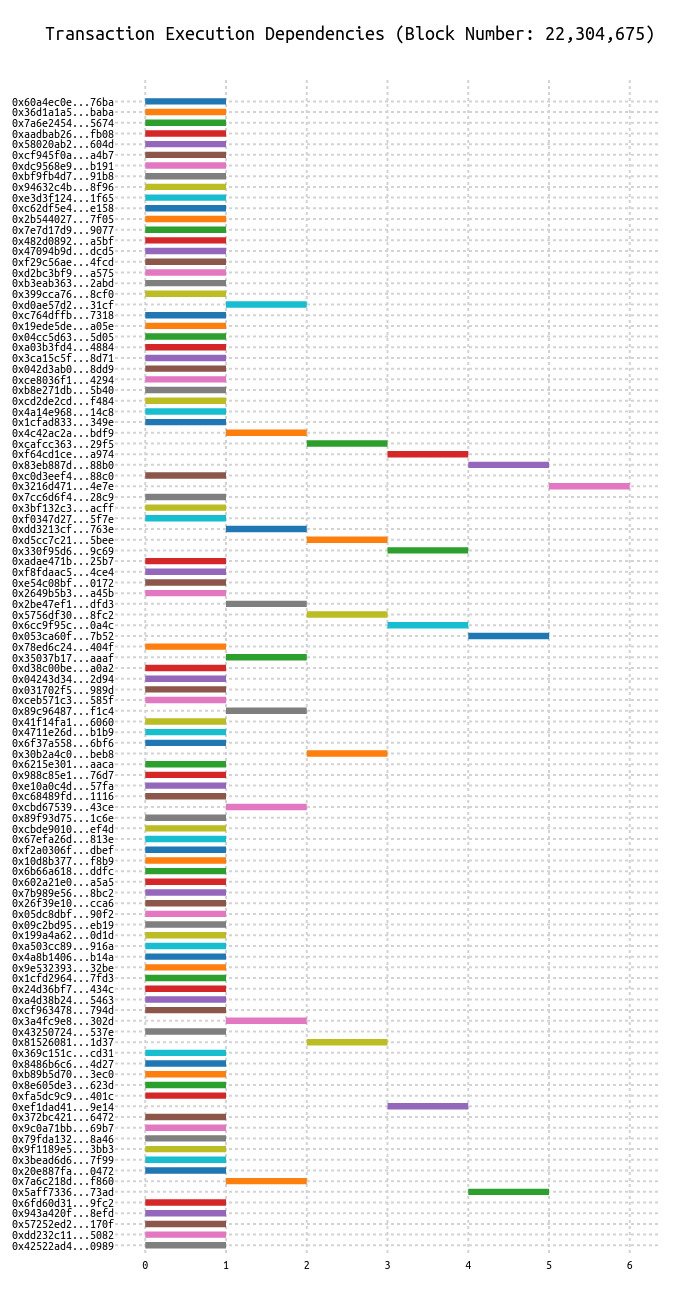 Transaction Execution Dependencies (Block Number: 22,304,675)
0x60a4ec0e...76ba
0x36d1a1a5...baba
0x7a6e2454...5674
0xaadbab26...fb08
0x58020ab2...604d
0xcf945f0a...a4b7
0xdc9568e9...b191
0xbf9fb4d7...91b8
0x94632c4b...8f96
0xe3d3f124...1f65
0xc62df5e4...e158
0x2b544027...7f05
0x7e7d17d9...9077
0x482d0892...a5bf
0x47094b9d...dcd5
0xf29c56ae...4fcd
0xd2bc3bf9...a575
0xb3eab363...2abd
0x399cca76...8cf0
0xd0ae57d2...31cf
0xc764dffb...7318
0x19ede5de...a05e
0x04cc5d63...5d05
0xa03b3fd4...4884
0x3ca15c5f...8d71
0x042d3ab0...8dd9
0xce8036f1...4294
0xb8e271db...5b40
0xcd2de2cd...f484
0x4a14e968...14c8
0x1cfad833...349e
0x4c42ac2a...bdf9
0xcafcc363...29f5
0xf64cd1ce...a974
0x83eb887d...88b0
0xc0d3eef4...88c0
0x3216d471...4e7e
0x7cc6d6f4...28c9
0x3bf132c3...acff
0xf0347d27...5f7e
0xdd3213cf...763e
0xd5cc7c21...5bee
0x330f95d6...9c69
0xadae471b...25b7
0xf8fdaac5...4ce4
0xe54c08bf...0172
0x2649b5b3...a45b
0x2be47ef1...dfd3
0x5756df30...8fc2
0x6cc9f95c...0a4c
0x053ca60f...7b52
0x78ed6c24...404f
0x35037b17...aaaf
0xd38c00be...a0a2
0x04243d34...2d94
0x031702f5...989d
0xceb571c3...585f
0x89c96487...f1c4
0x41f14fa1...6060
0x4711e26d...b1b9
0x6f37a558...6bf6
0x30b2a4c0...beb8
0x6215e301...aaca
0x988c85e1...76d7
0xe10a0c4d...57fa
0xc68489fd...1116
0xcbd67539...43ce
0x89f93d75...1c6e
0xcbde9010...ef4d
0x67efa26d...813e
0xf2a0306f...dbef
0x10d8b377...f8b9
0x6b66a618...ddfc
0x602a21e0...a5a5
0x7b989e56...8bc2
0x26f39e10...cca6
0x05dc8dbf...90f2
0x09c2bd95...eb19
0x199a4a62...0d1d
0xa503cc89...916a
0x4a8b1406...b14a
0x9e532393...32be
0x1cfd2964...7fd3
0x24d36bf7...434c
0xa4d38b24...5463
0xcf963478...794d
0x3a4fc9e8...302d
0x43250724...537e
0x81526081...1d37
0x369c151c...cd31
0x8486b6c6...4d27
0xb89b5d70...3ec0
0x8e605de3...623d
0xfa5dc9c9...401c
0xef1dad41...9e14
0x372bc421...6472
0x9c0a71bb...69b7
0x79fda132...8a46
0x9f1189e5...3bb3
0x3bead6d6...7f99
0x20e887fa...0472
0x7a6c218d...f860
0x5aff7336...73ad
0x6fd60d31...9fc2
0x943a420f...8efd
0x57252ed2...170f
0xdd232c11...5082
0x42522ad4...0989
0 1 2 3 4 5 6